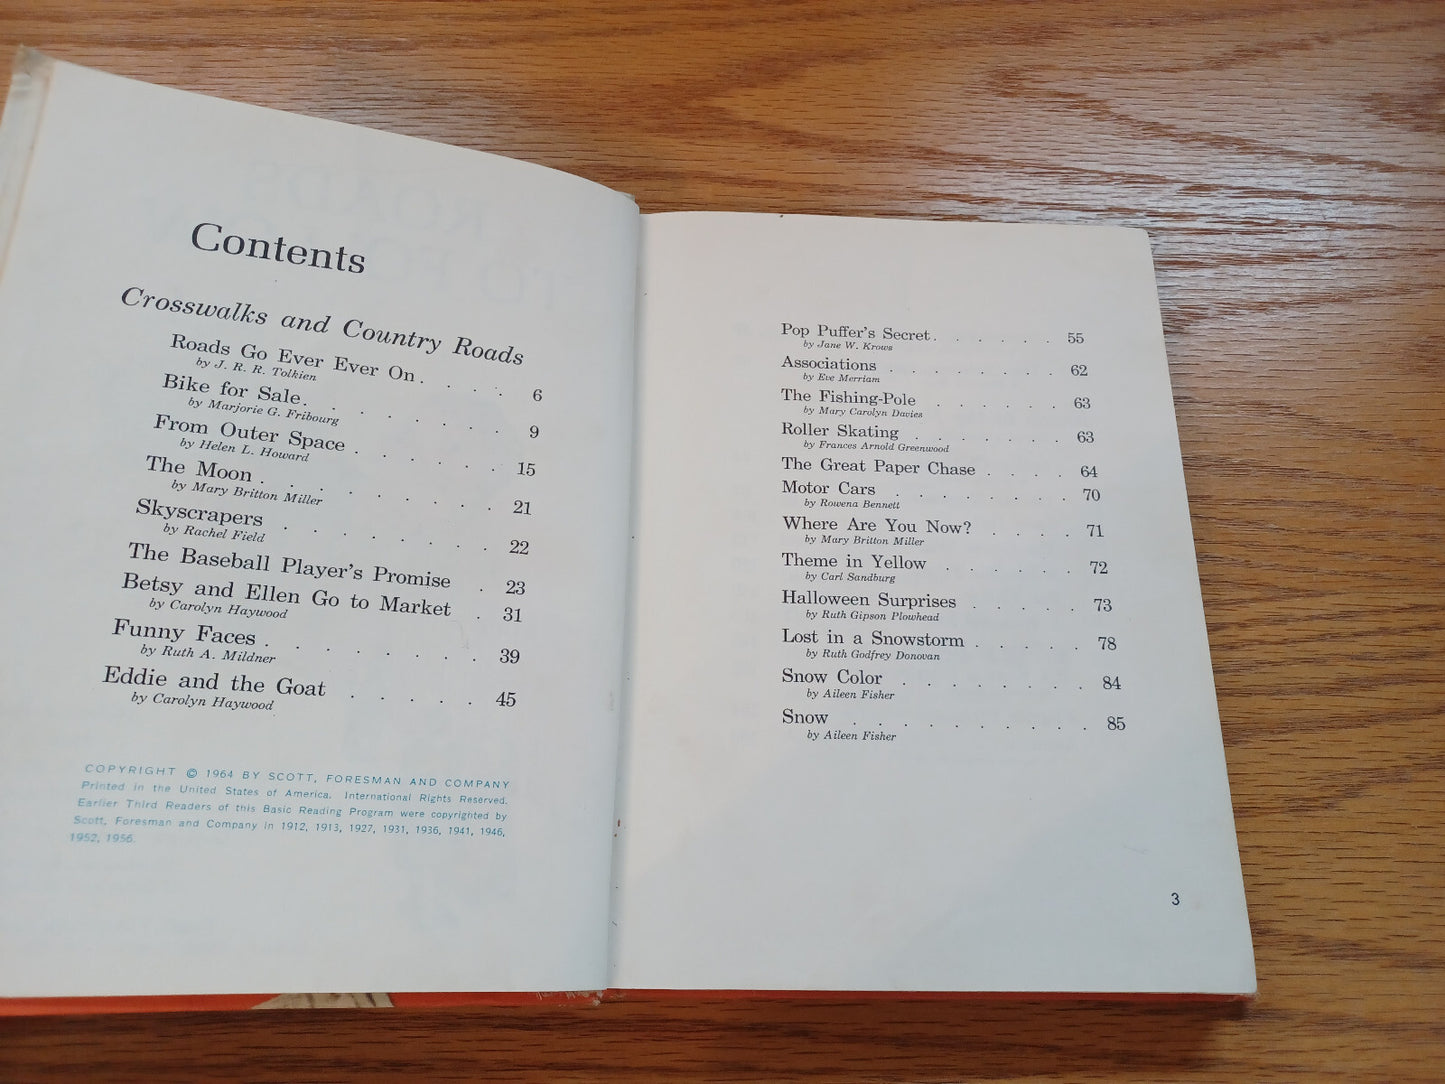 Contents
Crosswalks and Country Roads
Roads Go Ever Ever On . . . . 6
by J. R. R. Tolkien
Bike for Sale. . . . . . . . 9
by Marjorie G. Fribourg
From Outer Space . . . . . . 15
by Helen L. Howard
The Moon . . . . . . . . . 21
by Mary Britton Miller
Skyscrapers . . . . . . . . 22
by Rachel Field
The Baseball Player's Promise . 23
Betsy and Ellen Go to Market . 31
by Carolyn Haywood
Funny Faces . . . . . . . . 39
by Ruth A. Mildner
Eddie and the Goat . . . . . 45
by Carolyn Haywood
COPYRIGHT © 1964 BY SCOTT, FORESMAN AND COMPANY
Printed in the United States of America. International Rights Reserved.
Earlier Third Readers of this Basic Reading Program were copyrighted by
Scott, Foresman and Company in 1912, 1913, 1927, 1931, 1936, 1941, 1946,
1952, 1956.
Pop Puffer's Secret . . . . . . 55
by Jane W. Krows
Associations . . . . . . . . 62
by Eve Merriam
The Fishing-Pole . . . . . . 63
by Mary Carolyn Davies
Roller Skating . . . . . . . 63
by Frances Arnold Greenwood
The Great Paper Chase . . . . 64
Motor Cars . . . . . . . . 70
by Rowena Bennett
Where Are You Now? . . . . 71
by Mary Britton Miller
Theme in Yellow . . . . . . 72
by Carl Sandburg
Halloween Surprises . . . . . 73
by Ruth Gipson Plowhead
Lost in a Snowstorm . . . . . 78
by Ruth Godfrey Donovan
Snow Color . . . . . . . . 84
by Aileen Fisher
Snow . . . . . . . . . . 85
by Aileen Fisher
3